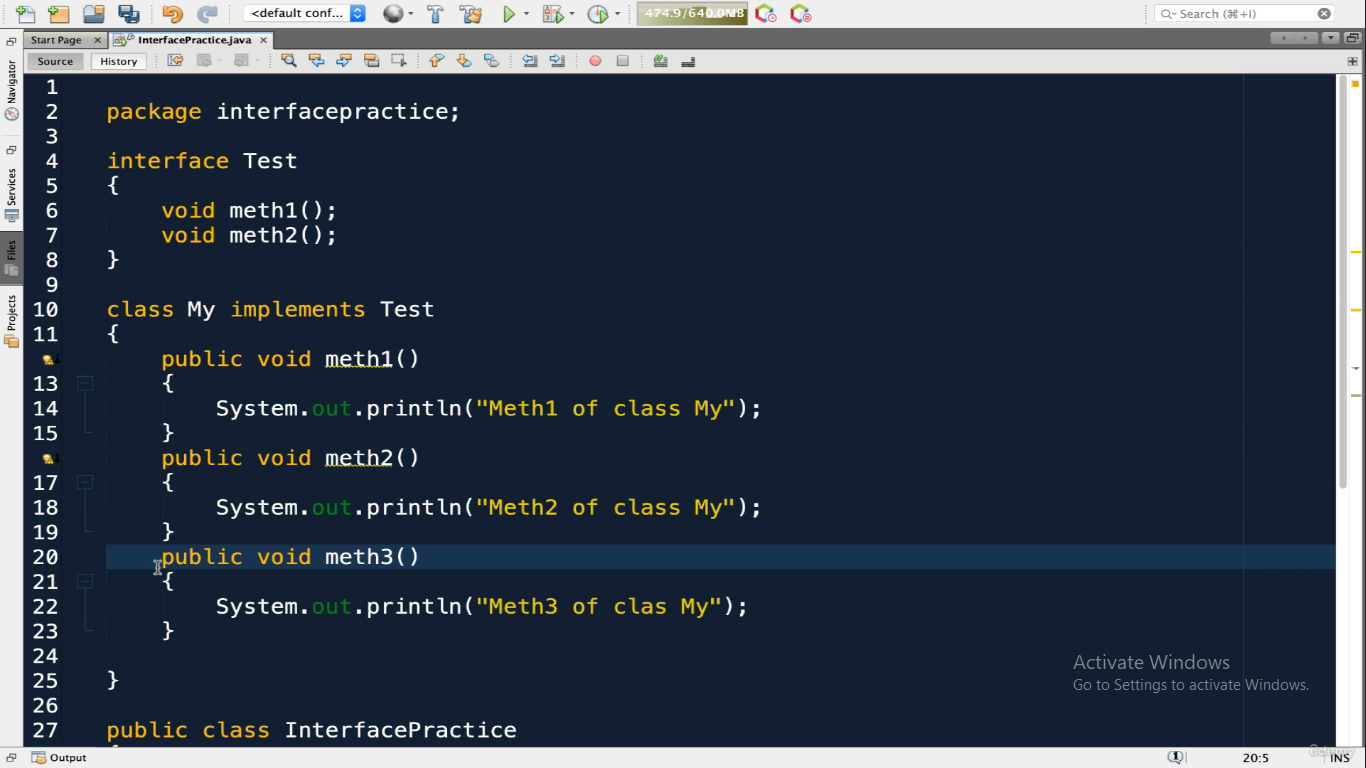 <default conf...
474.9/640.0MB
Search (⌘+I)
Start Page
InterfacePractice.java
Source History
Navigator
Services
Files
Projects
1
2 package interfacepractice;
3
4 interface Test
5 {
6 void meth1();
7 void meth2();
8 }
9
10 class My implements Test
11 {
public void meth1()
13 {
14 System.out.println("Meth1 of class My");
15 }
public void meth2()
17 {
18 System.out.println("Meth2 of class My");
19 }
20 public void meth3()
21 {
22 System.out.println("Meth3 of clas My");
23 }
24
25 }
26
27 public class InterfacePractice
Activate Windows
Go to Settings to activate Windows.
Output
1
20:5
INS
Udemy